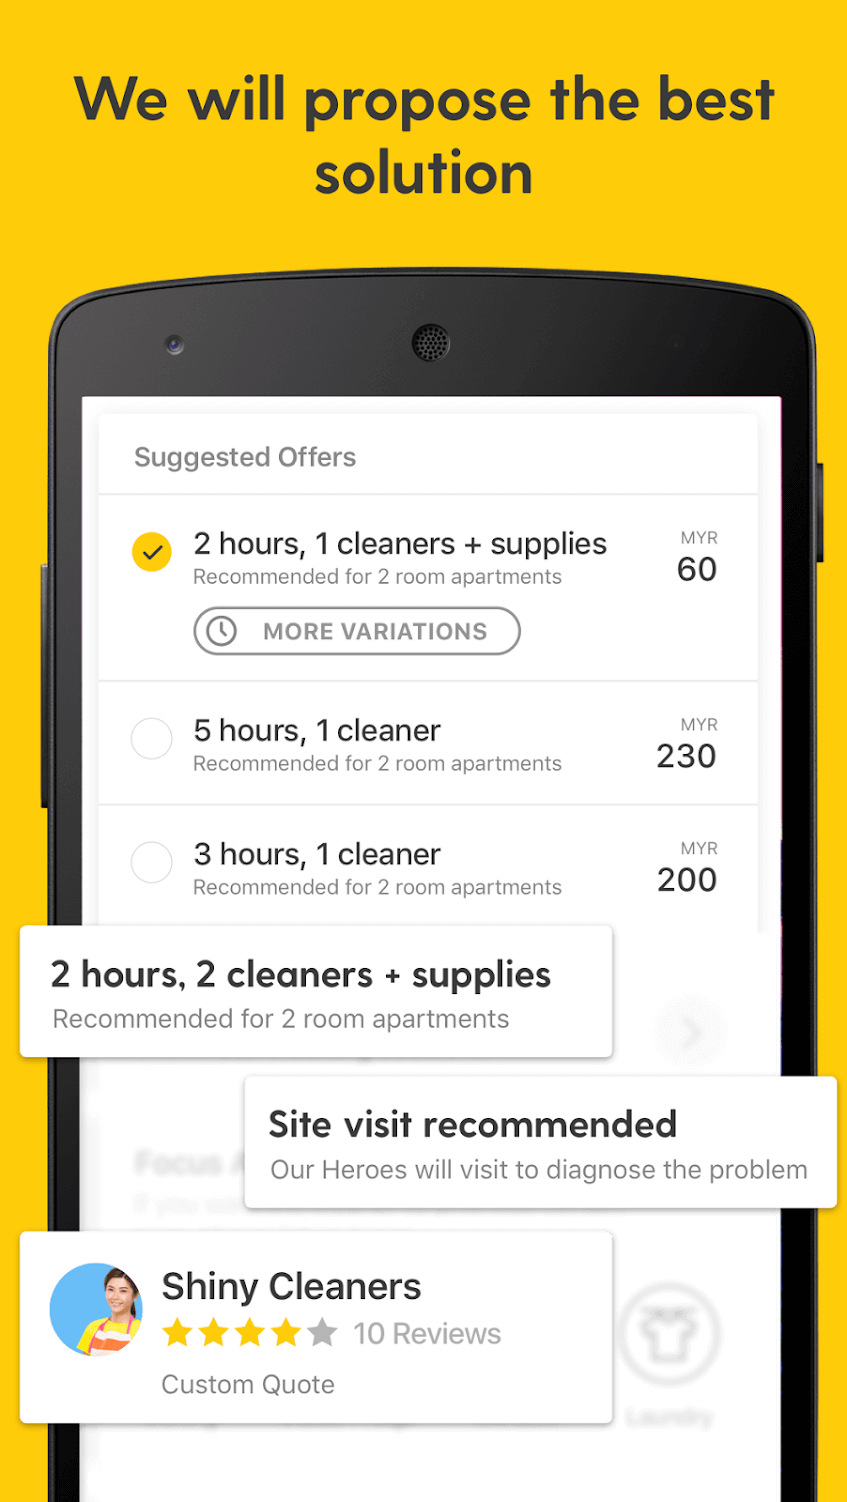 We will propose the best
solution
Suggested Offers
2 hours, 1 cleaners + supplies
MYR
Recommended for 2 room apartments
60
MORE VARIATIONS
5 hours, 1 cleaner
MYR
Recommended for 2 room apartments
230
3 hours, 1 cleaner
MYR
Recommended for 2 room apartments
200
2 hours, 2 cleaners + supplies
Recommended for 2 room apartments
Site visit recommended
Our Heroes will visit to diagnose the problem
Focus
Shiny Cleaners
10 Reviews
Custom Quote
Laundry